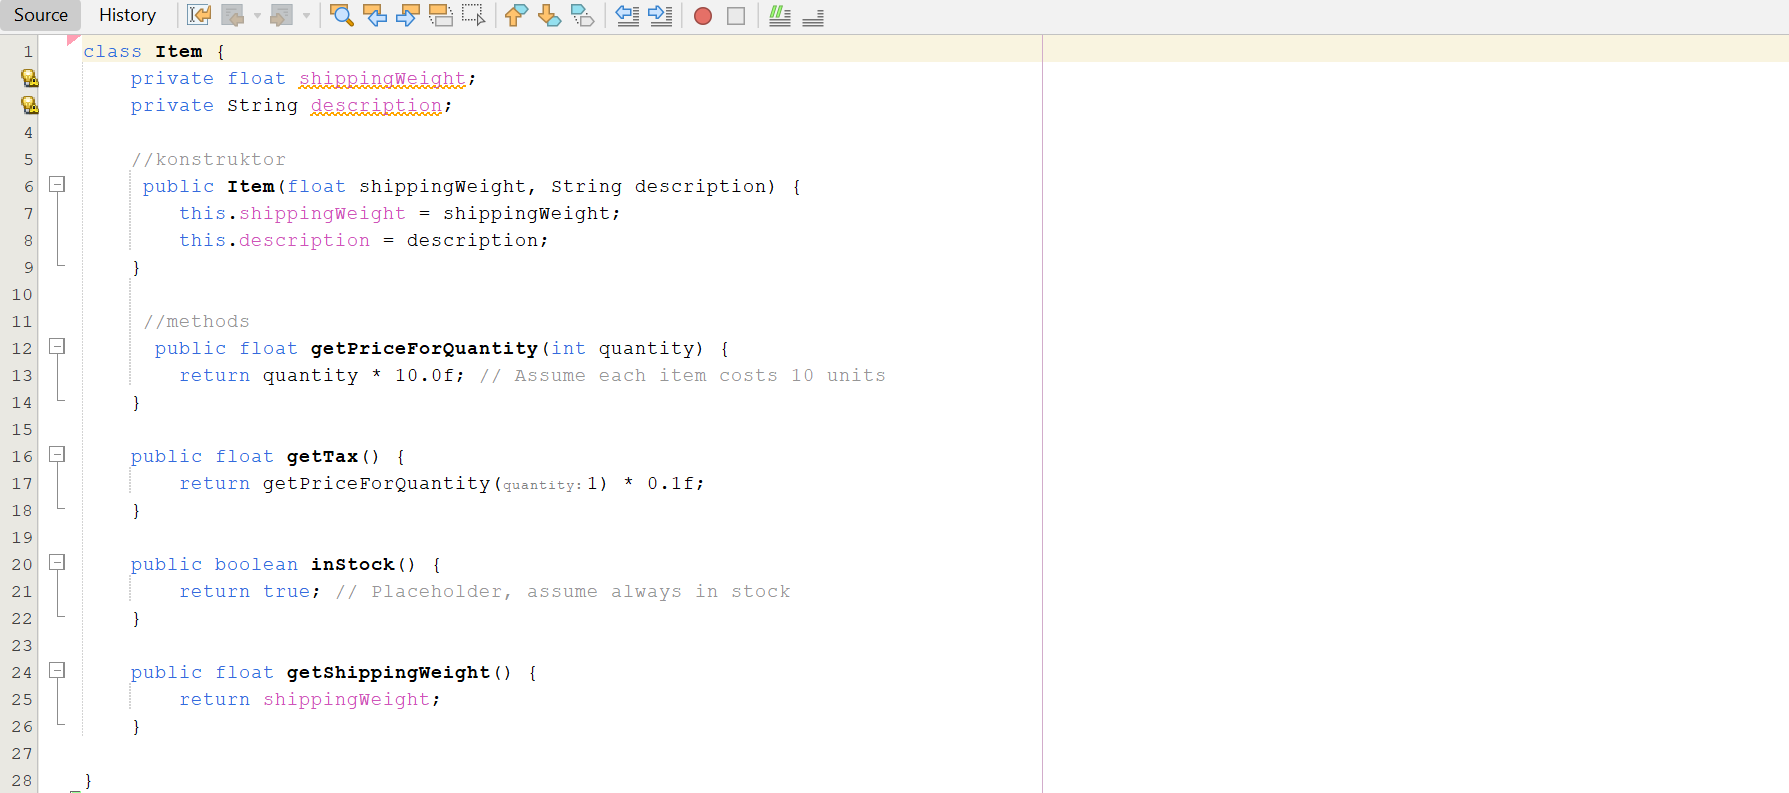 Source History
1 class Item {
private float shippingWeight;
private String description;
4
5 //konstruktor
6 public Item(float shippingWeight, String description) {
7 this.shippingWeight = shippingWeight;
8 this.description = description;
9 }
10
11 //methods
12 public float getPriceForQuantity(int quantity) {
13 return quantity * 10.0f; // Assume each item costs 10 units
14 }
15
16 public float getTax() {
17 return getPriceForQuantity(quantity: 1) * 0.1f;
18 }
19
20 public boolean inStock() {
21 return true; // Placeholder, assume always in stock
22 }
23
24 public float getShippingWeight() {
25 return shippingWeight;
26 }
27
28 }